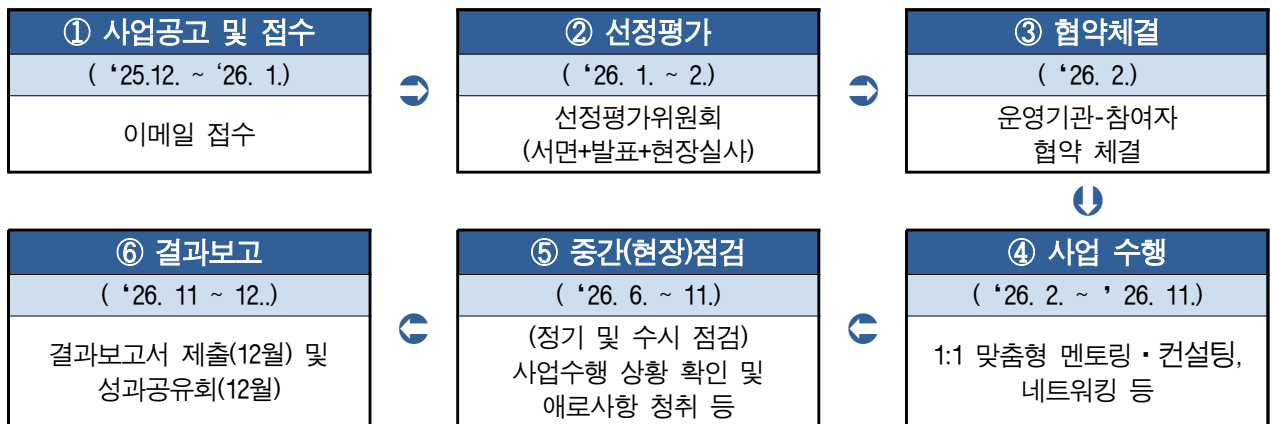 ① 사업공고 및 접수
( ‘25.12. ~ ‘26. 1.)
이메일 접수
② 선정평가
( ‘26. 1. ~ 2.)
선정평가위원회
(서면+발표+현장실사)
③ 협약체결
( ‘26. 2.)
운영기관-참여자
협약 체결
④ 사업 수행
( ‘26. 2. ~ ’ 26. 11.)
1:1 맞춤형 멘토링・컨설팅,
네트워킹 등
⑤ 중간(현장)점검
( ‘26. 6. ~ 11.)
(정기 및 수시 점검)
사업수행 상황 확인 및
애로사항 청취 등
⑥ 결과보고
( ‘26. 11 ~ 12..)
결과보고서 제출(12월) 및
성과공유회(12월)